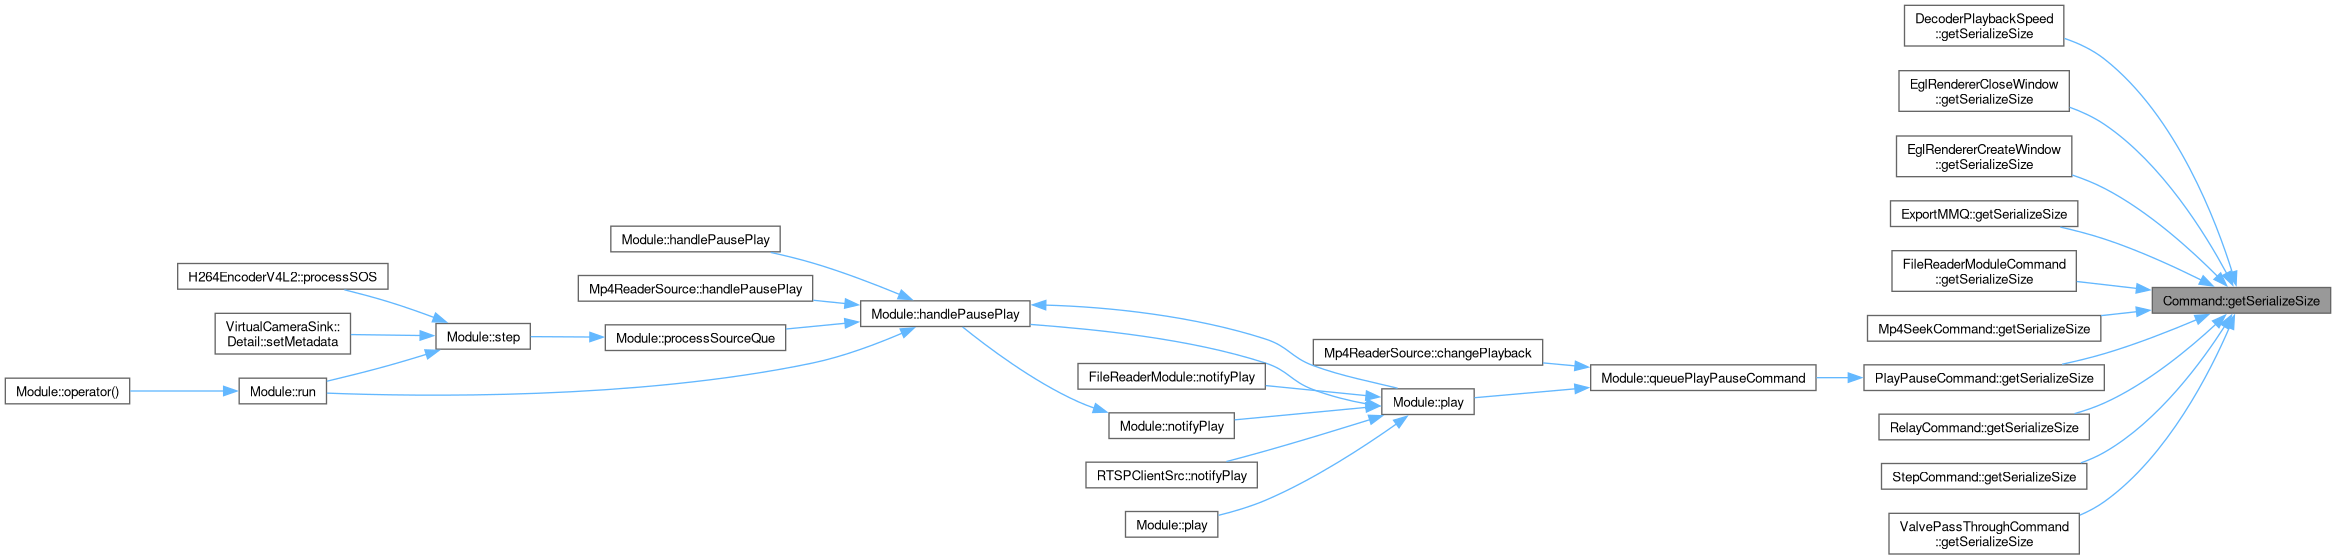 DecoderPlaybackSpeed
::getSerializeSize
EglRendererCloseWindow
::getSerializeSize
EglRendererCreateWindow
::getSerializeSize
ExportMMQ::getSerializeSize
FileReaderModuleCommand
::getSerializeSize
Command::getSerializeSize
Mp4SeekCommand::getSerializeSize
PlayPauseCommand::getSerializeSize
RelayCommand::getSerializeSize
StepCommand::getSerializeSize
ValvePassThroughCommand
::getSerializeSize
Module::queuePlayPauseCommand
Mp4ReaderSource::changePlayback
Module::play
FileReaderModule::notifyPlay
Module::notifyPlay
RTSPClientSrc::notifyPlay
Module::play
Module::handlePausePlay
Module::handlePausePlay
Mp4ReaderSource::handlePausePlay
Module::processSourceQue
Module::step
H264EncoderV4L2::processSOS
VirtualCameraSink::
Detail::setMetadata
Module::run
Module::operator()